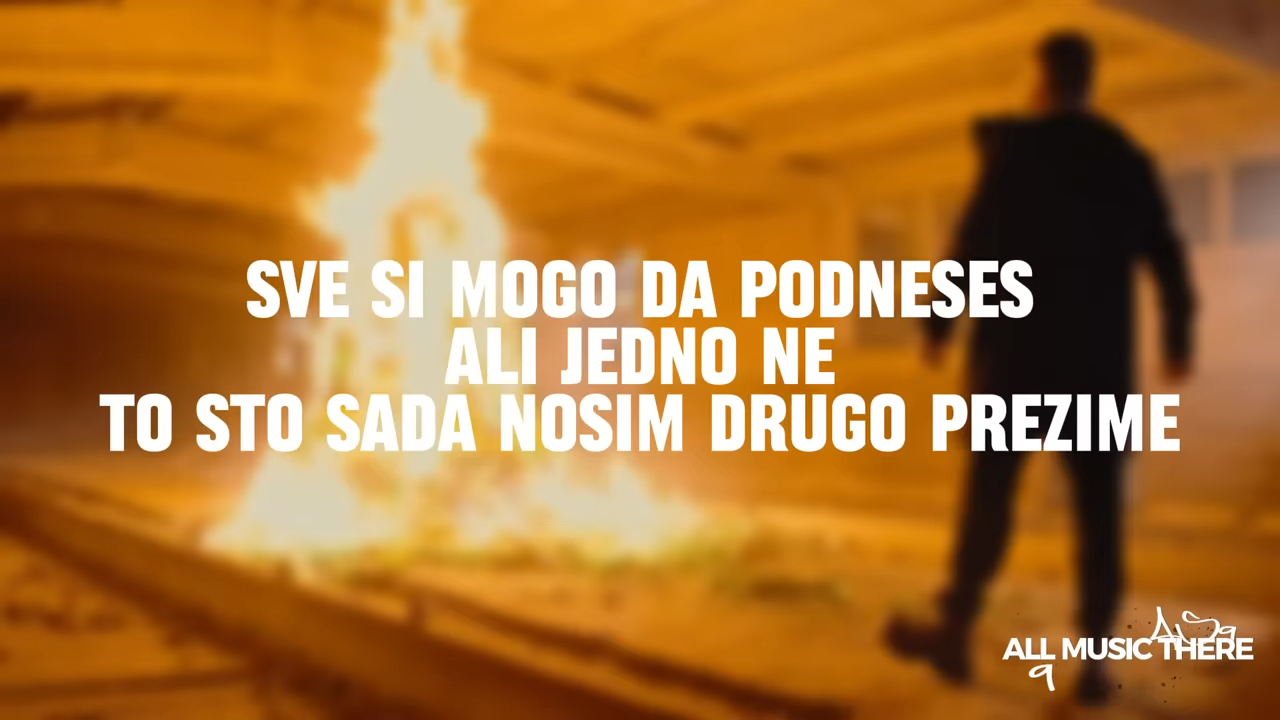 SVE SI MOGO DA PODNESES
ALI JEDNO NE
TO STO SADA NOSIM DRUGO PREZIME
ALL MUSIC THERE